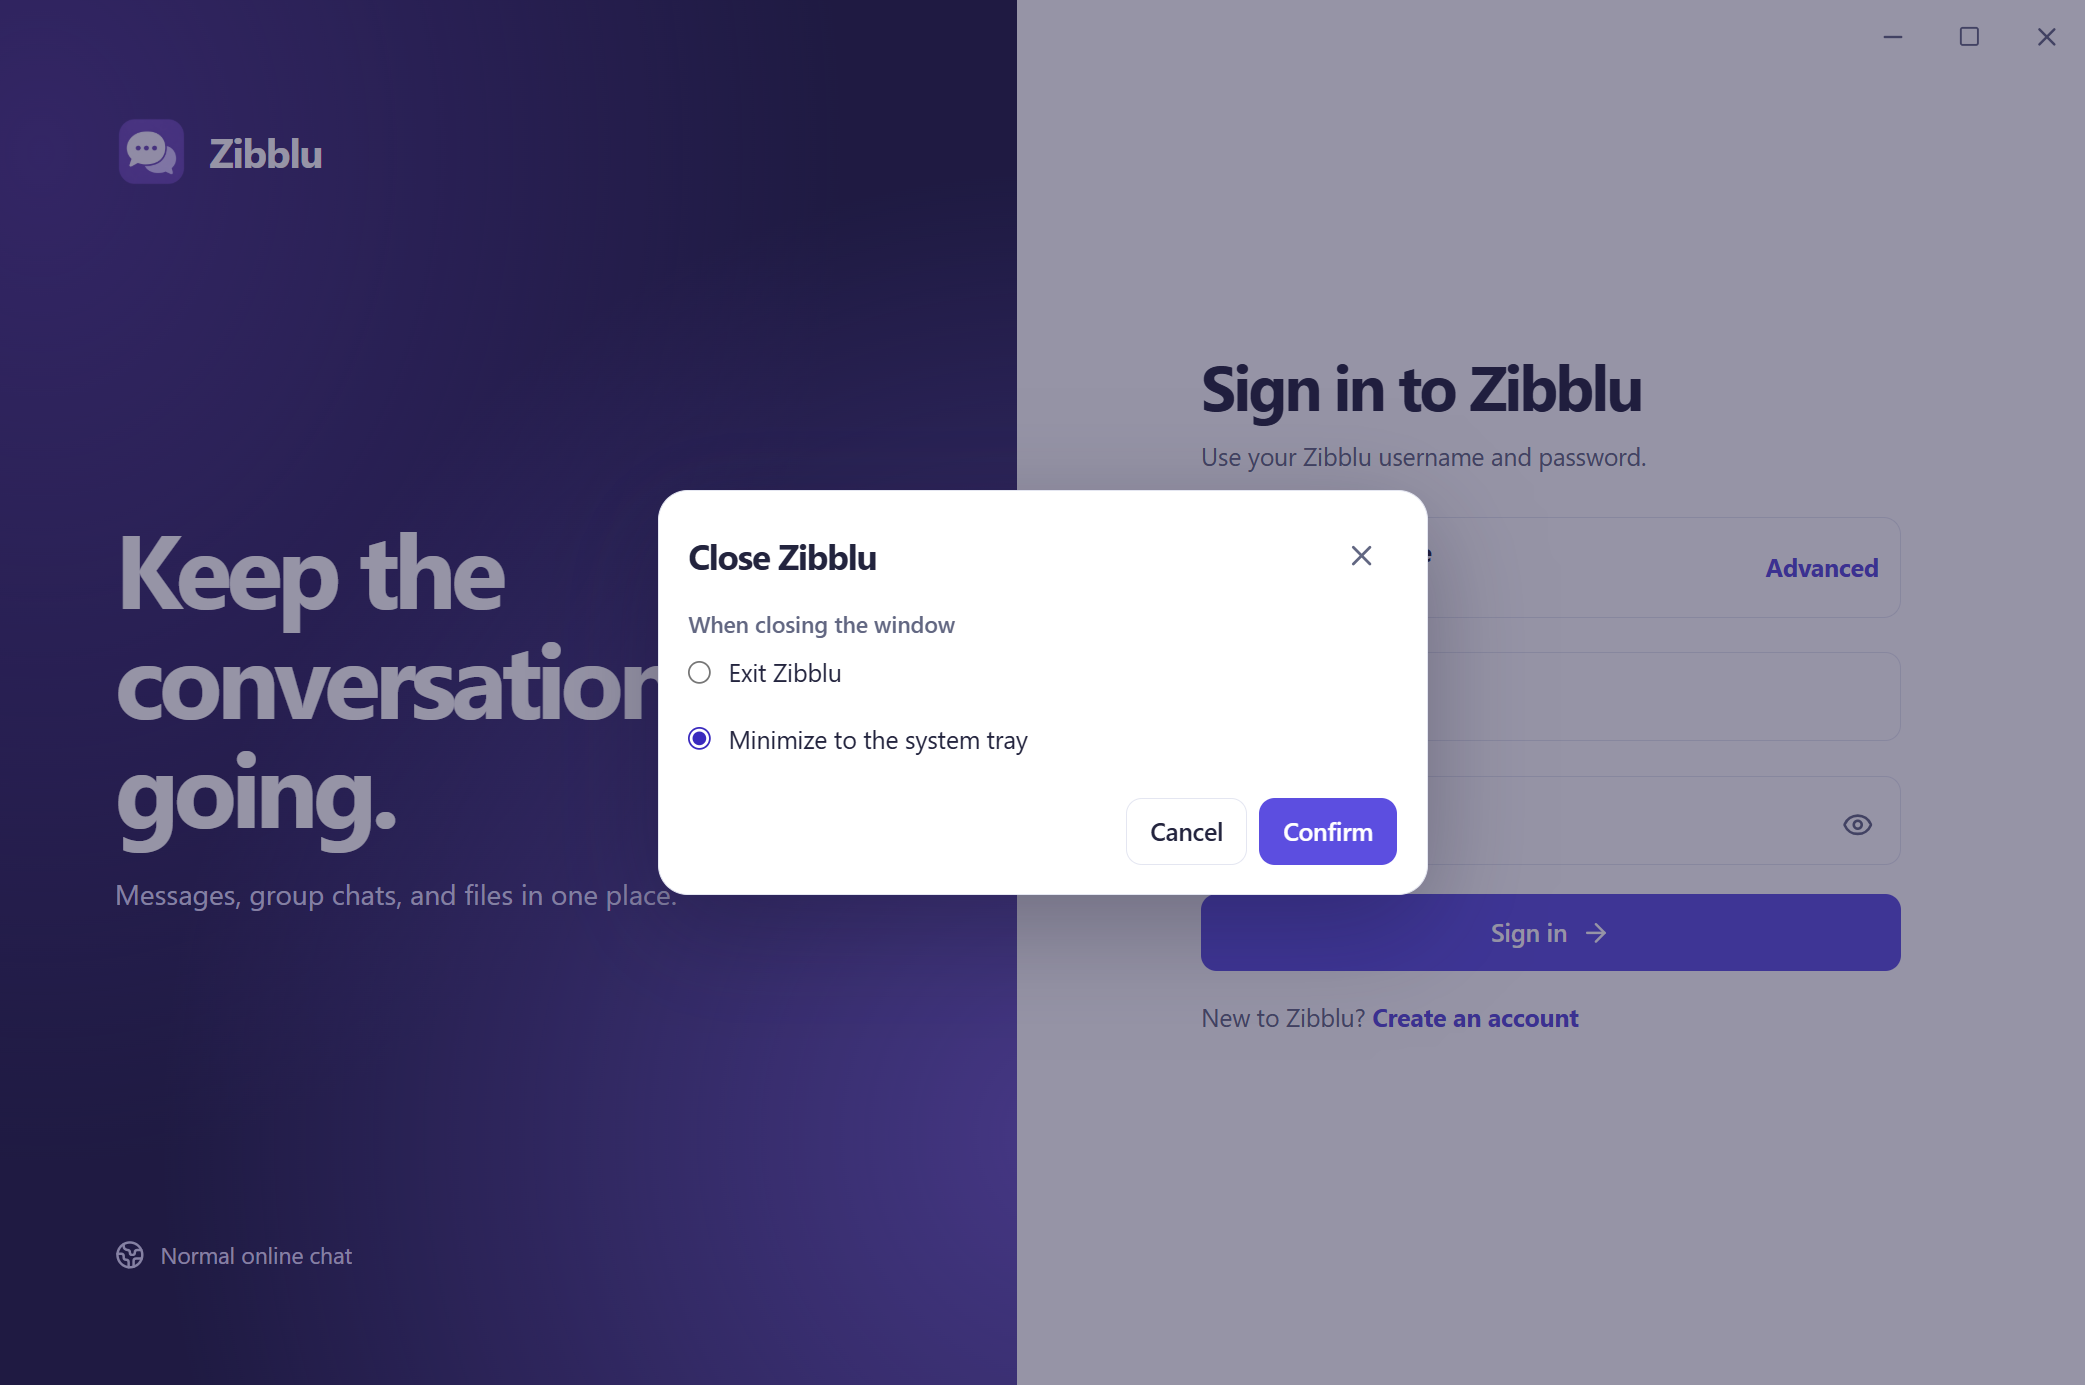 Zibblu
Keep the
conversation
going.
Messages, group chats, and files in one place.
Normal online chat
Sign in to Zibblu
Use your Zibblu username and password.
Advanced
Close Zibblu
When closing the window
Exit Zibblu
Minimize to the system tray
Cancel
Confirm
Sign in
New to Zibblu? Create an account